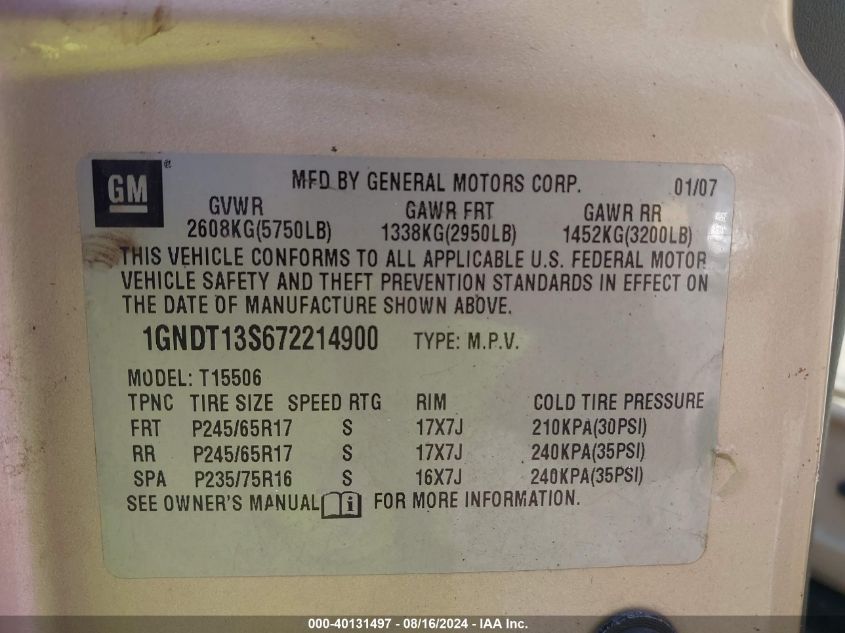 GM ®
MFD BY GENERAL MOTORS CORP. 01/07
GVWR GAWR FRT GAWR RR
2608KG(5750LB) 1338KG(2950LB) 1452KG(3200LB)
THIS VEHICLE CONFORMS TO ALL APPLICABLE U.S. FEDERAL MOTOR
VEHICLE SAFETY AND THEFT PREVENTION STANDARDS IN EFFECT ON
THE DATE OF MANUFACTURE SHOWN ABOVE.
1GNDT13S672214900 TYPE: M.P.V.
MODEL: T15506
TPNC TIRE SIZE SPEED RTG RIM COLD TIRE PRESSURE
FRT P245/65R17 S 17X7J 210KPA(30PSI)
RR P245/65R17 S 17X7J 240KPA(35PSI)
SPA P235/75R16 S 16X7J 240KPA(35PSI)
SEE OWNER'S MANUAL i FOR MORE INFORMATION.
000-40131497 - 08/16/2024 - IAA Inc.